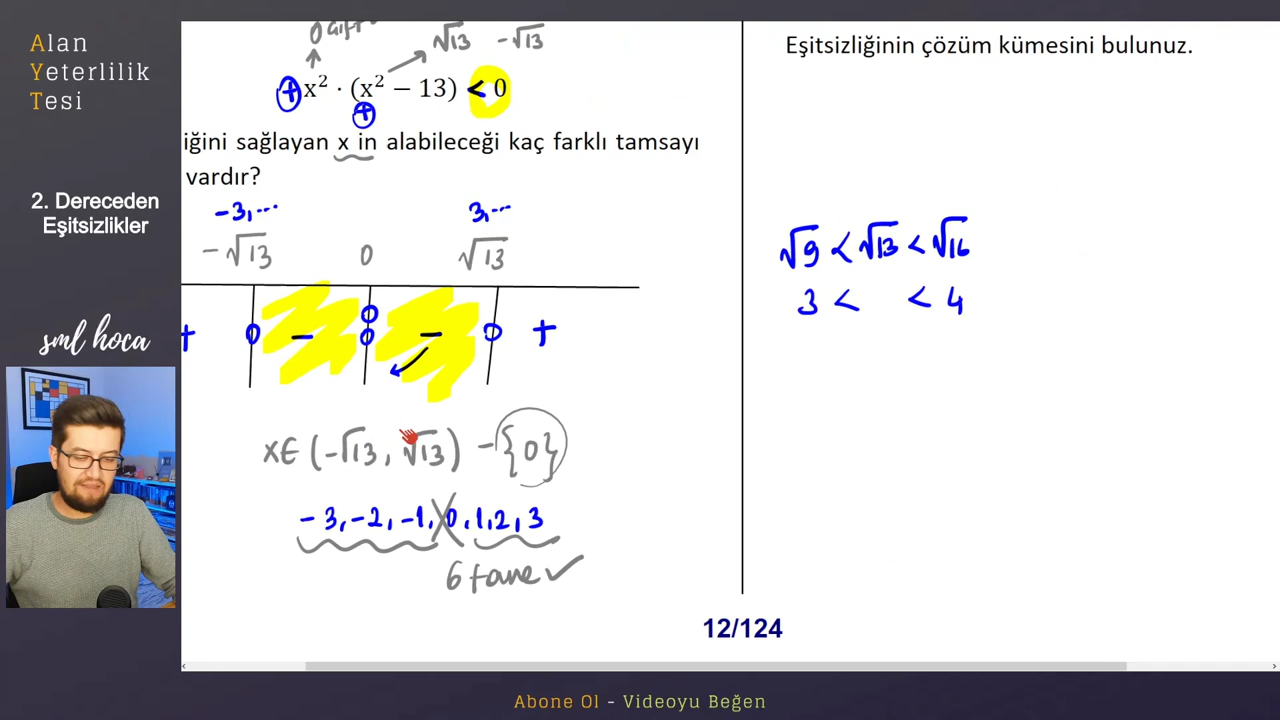 Alan
Yeterlilik
Tesi
2. Dereceden
Eşitsizlikler
sml hoca
√13 -√13
+x² · (x² − 13) < 0
+
iğini sağlayan x in alabileceği kaç farklı tamsayı
vardır?
-3,... 3,...
-√13 0 √13
+ 0 - 0 0 - 0 +
x∈(-√13, √13) - {0}
-3, -2, -1, 0, 1, 2, 3
6 tane ✓
Eşitsizliğinin çözüm kümesini bulunuz.
√9 < √13 < √16
3 < < 4
12/124
Abone Ol - Videoyu Beğen